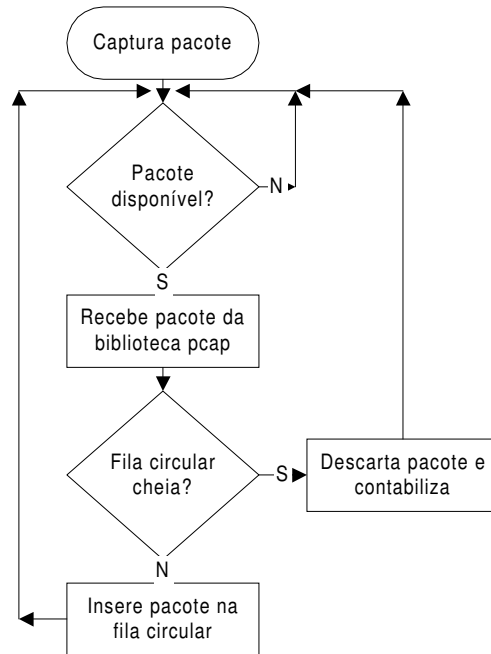 Captura pacote
Pacote
disponível?
N
S
Recebe pacote da
biblioteca pcap
Fila circular
cheia?
S
Descarta pacote e
contabiliza
N
Insere pacote na
fila circular